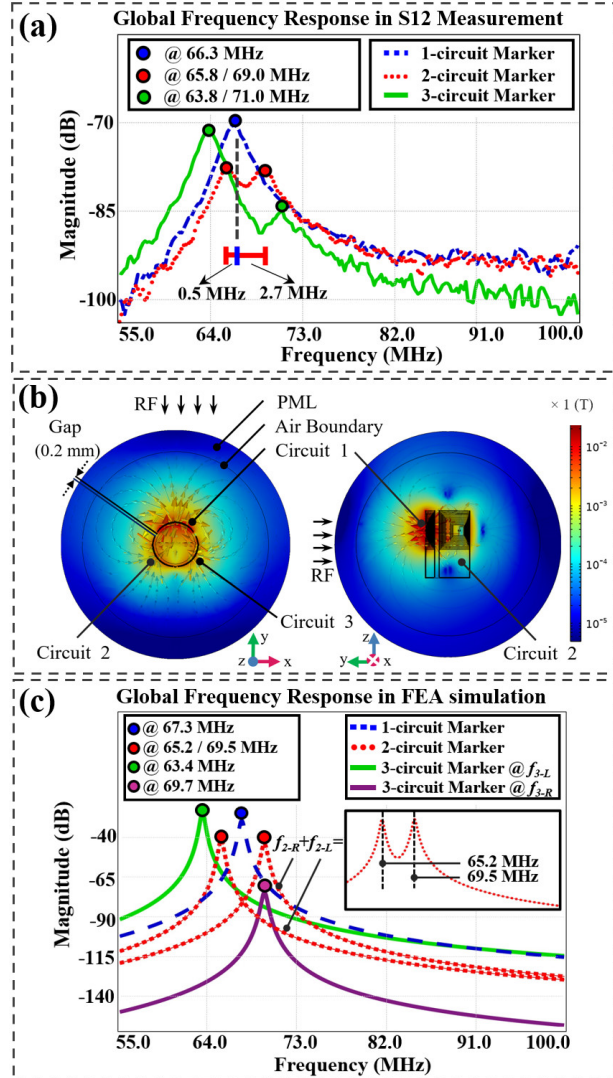 (a)
Global Frequency Response in S12 Measurement
@ 66.3 MHz
@ 65.8 / 69.0 MHz
@ 63.8 / 71.0 MHz
1-circuit Marker
2-circuit Marker
3-circuit Marker
Magnitude (dB)
-70
-85
-100
0.5 MHz
2.7 MHz
55.0 64.0 73.0 82.0 91.0 100.0
Frequency (MHz)
(b)
RF
PML
Air Boundary
Circuit 1
Gap
(0.2 mm)
× 1 (T)
10⁻²
10⁻³
10⁻⁴
10⁻⁵
RF
Circuit 3
Circuit 2
y
z
x
z
y
x
Circuit 2
(c)
Global Frequency Response in FEA simulation
@ 67.3 MHz
@ 65.2 / 69.5 MHz
@ 63.4 MHz
@ 69.7 MHz
1-circuit Marker
2-circuit Marker
3-circuit Marker @ f3-L
3-circuit Marker @ f3-R
f2-R+f2-L=
65.2 MHz
69.5 MHz
Magnitude (dB)
-40
-65
-90
-115
-140
55.0 64.0 73.0 82.0 91.0 100.0
Frequency (MHz)